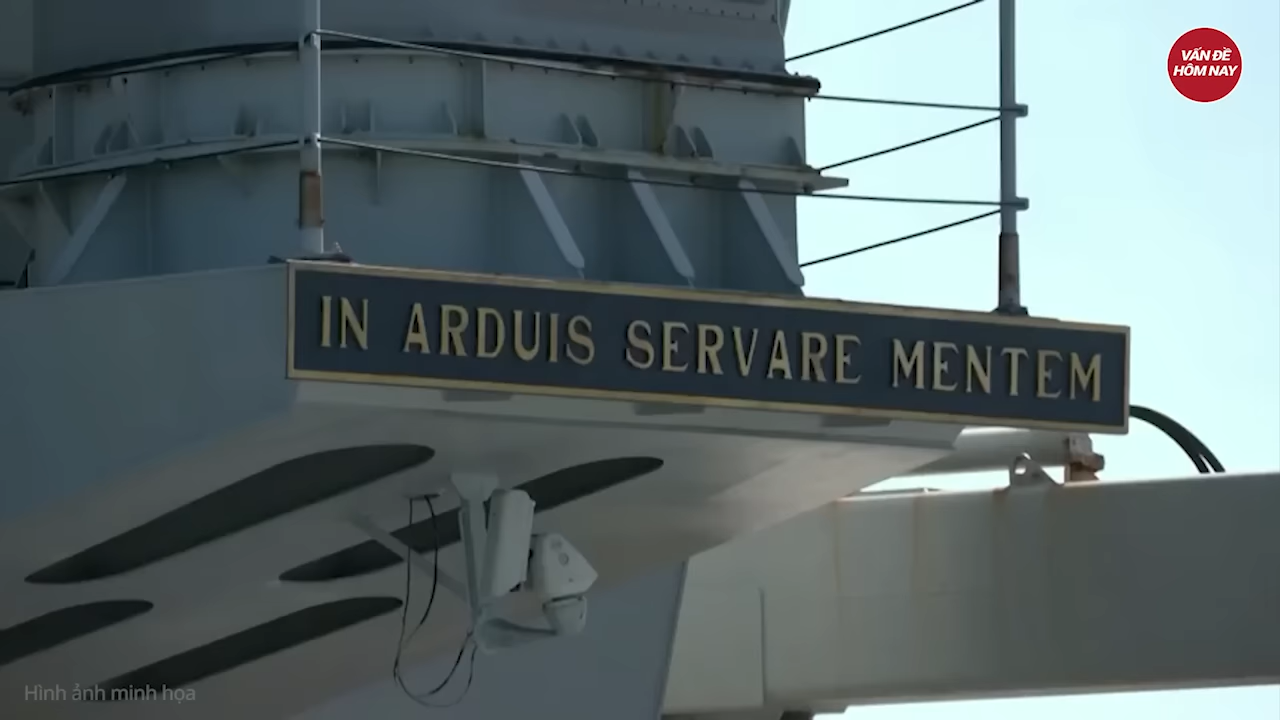 VẤN ĐỀ
HÔM NAY
IN ARDUIS SERVARE MENTEM
Hình ảnh minh họa